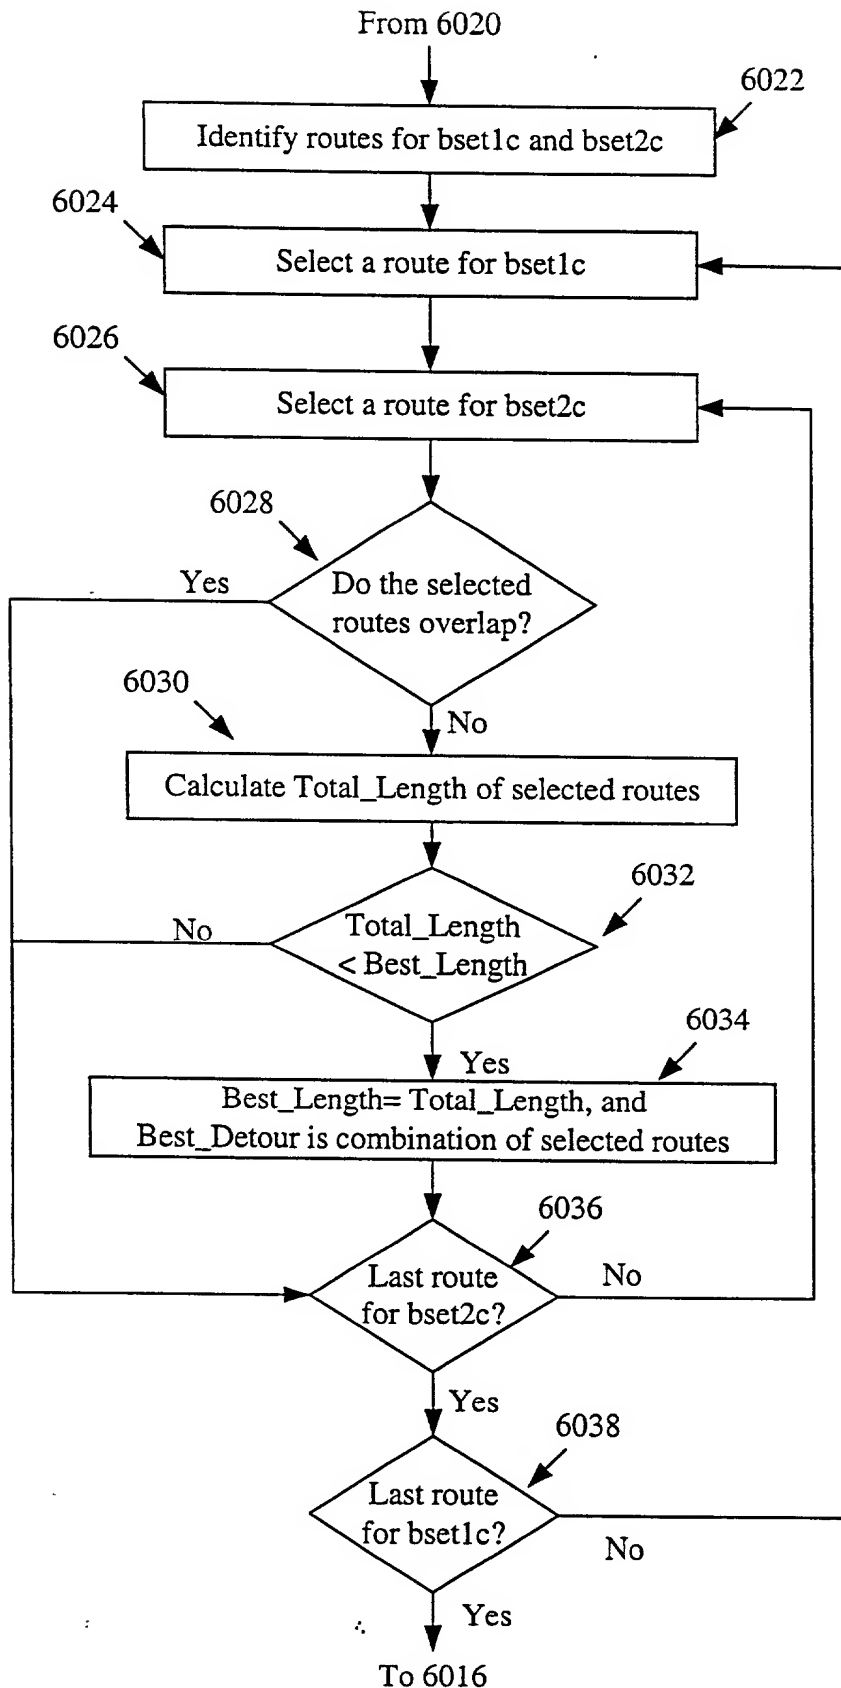 From 6020
6022
Identify routes for bset1c and bset2c
6024
Select a route for bset1c
6026
Select a route for bset2c
6028
Yes
Do the selected
routes overlap?
6030
No
Calculate Total_Length of selected routes
6032
No
Total_Length
< Best_Length
6034
Yes
Best_Length= Total_Length, and
Best_Detour is combination of selected routes
6036
Last route
for bset2c?
No
Yes
6038
Last route
for bset1c?
No
Yes
To 6016